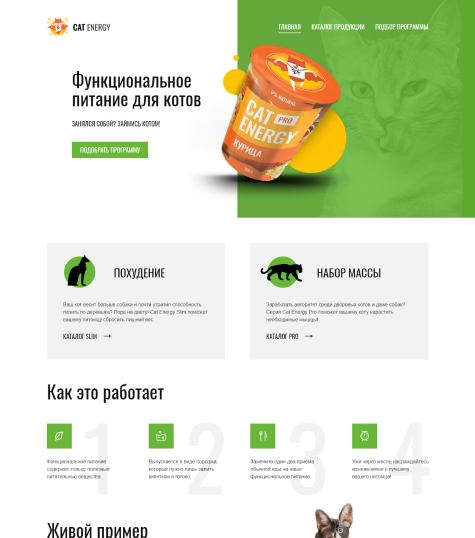 CAT ENERGY
ГЛАВНАЯ КАТАЛОГ ПРОДУКЦИИ ПОДБОР ПРОГРАММЫ
Функциональное
питание для котов
ЗАНЯЛСЯ СОБОЙ? ЗАЙМИСЬ КОТОМ!
ПОДОБРАТЬ ПРОГРАММУ
CAT PRO
ENERGY
КУРИЦА
ПОХУДЕНИЕ
Ваш кот весит больше собаки и почти утратил способность
лазить по деревьям? Пора на диету! Cat Energy Slim поможет
вашему питомцу сбросить лишний вес.
КАТАЛОГ SLIM
НАБОР МАССЫ
Заработать авторитет среди дворовых котов и даже собак?
Серия Cat Energy Pro поможет вашему коту нарастить
необходимые мышцы!
КАТАЛОГ PRO
Как это работает
1
Функциональное питание
содержит только полезные
питательные вещества.
2
Выпускается в виде порошка,
который нужно лишь залить
кипятком и готово.
3
Замените один-два приема
обычной еды на наше
функциональное питание.
4
Уже через месяц наслаждайтесь
изменениями к лучшему
вашего питомца!
Живой пример